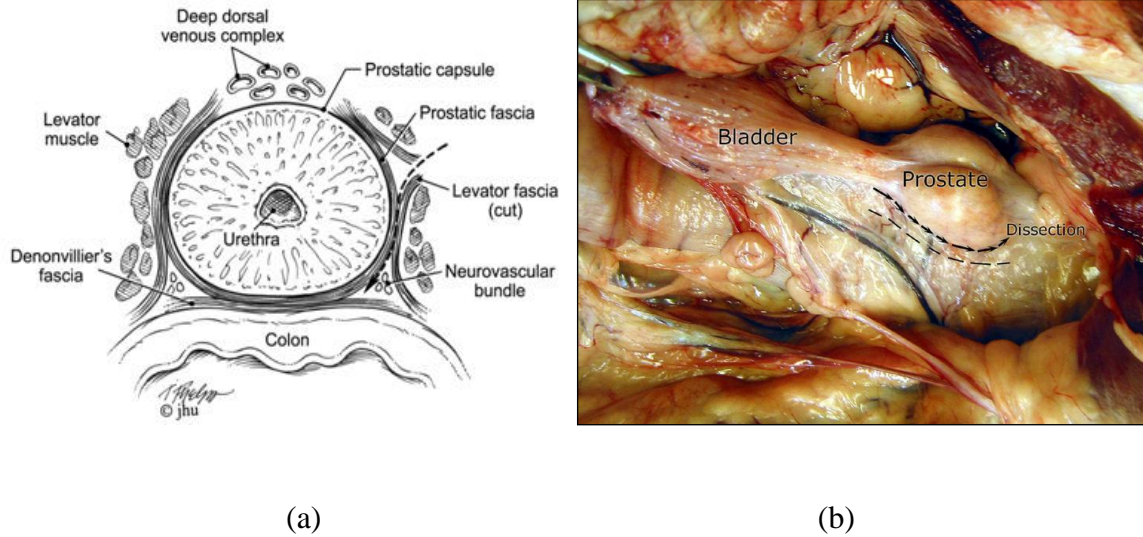 Deep dorsal
venous complex
Prostatic capsule
Prostatic fascia
Levator
muscle
Levator fascia
(cut)
Urethra
Denonvillier's
fascia
Neurovascular
bundle
Colon
© jhu
Bladder
Prostate
Dissection
(a)
(b)